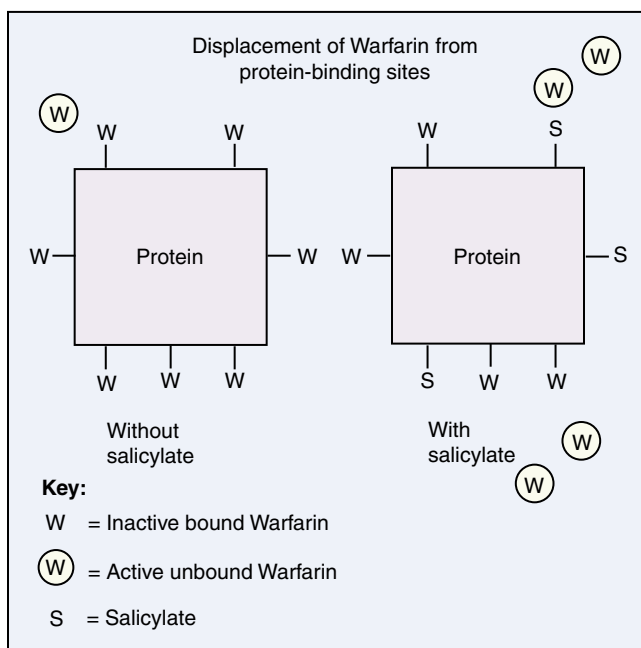 Displacement of Warfarin from
protein-binding sites
W
W
W
W
W
W
S
W
Protein
W
W
Protein
S
W
W
W
S
W
W
Without
salicylate
With
salicylate
W
W
Key:
W = Inactive bound Warfarin
W = Active unbound Warfarin
S = Salicylate